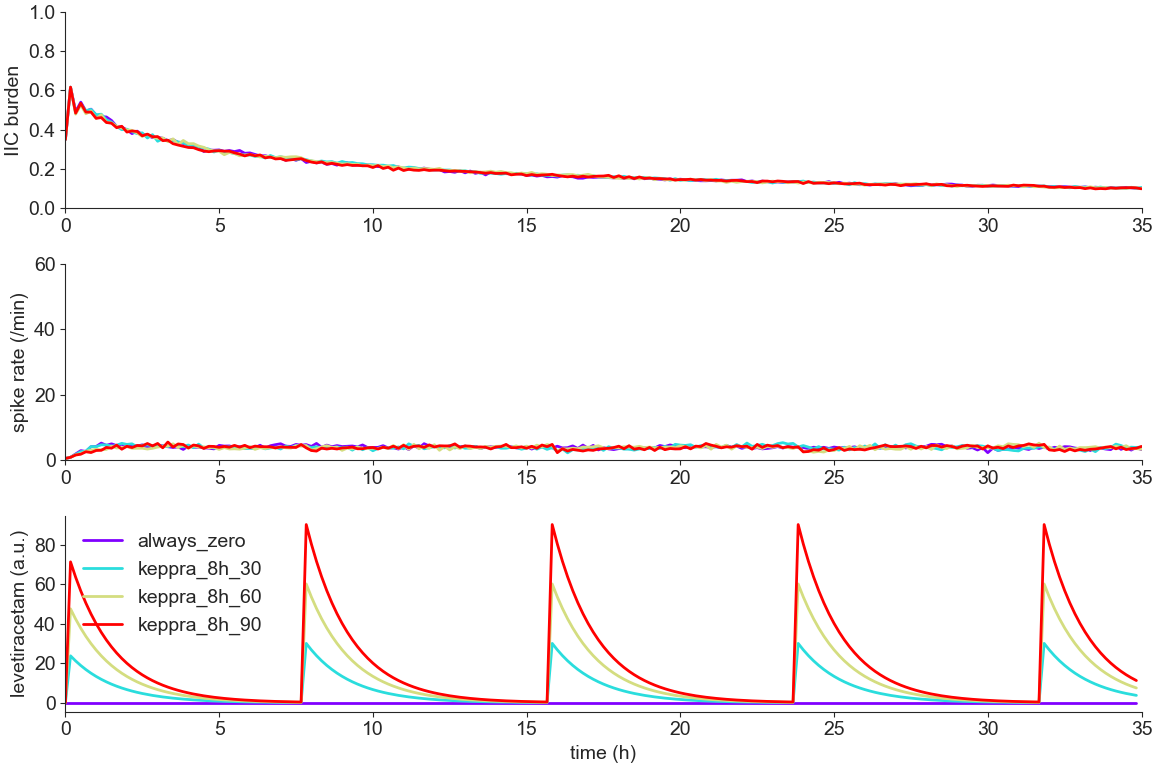 1.0
0.8
0.6
0.4
0.2
0.0
IIC burden
0 5 10 15 20 25 30 35
60
40
20
0
spike rate (/min)
0 5 10 15 20 25 30 35
80
60
40
20
0
levetiracetam (a.u.)
always_zero
keppra_8h_30
keppra_8h_60
keppra_8h_90
0 5 10 15 20 25 30 35
time (h)